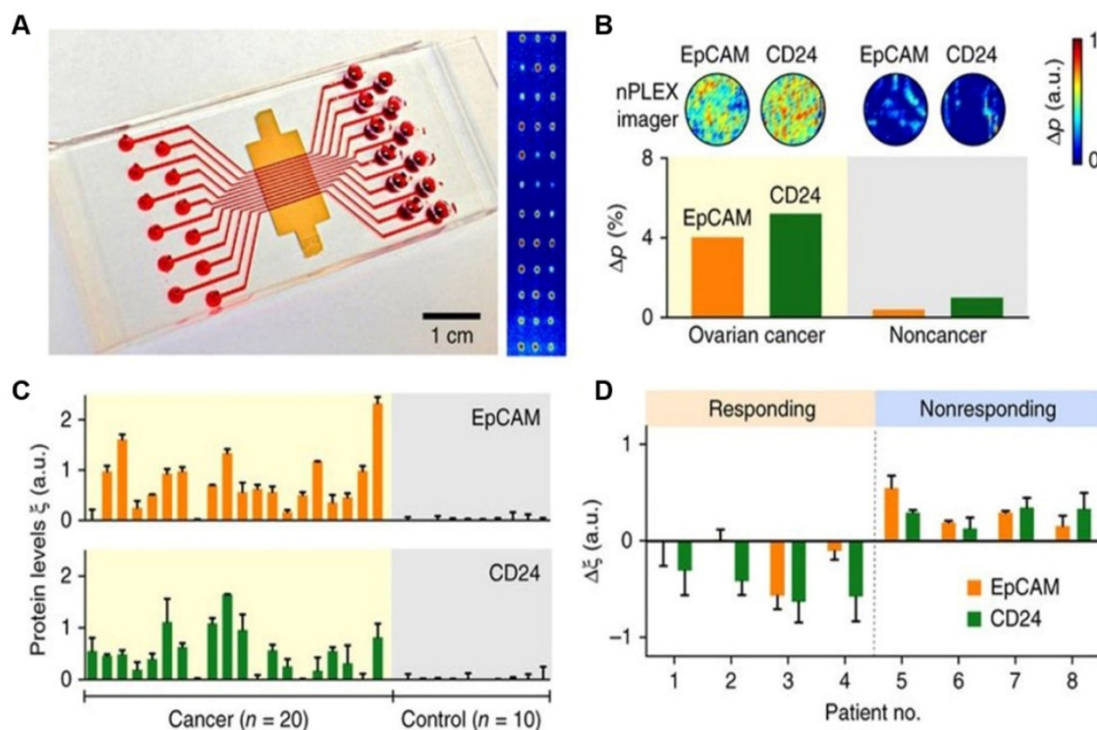 A
1 cm
B
EpCAM CD24 EpCAM CD24
nPLEX
imager
Δp (a.u.)
1
0
Δp (%)
8
4
0
EpCAM
CD24
Ovarian cancer Noncancer
C
Protein levels ξ (a.u.)
2
1
0
EpCAM
2
1
0
CD24
Cancer (n = 20) Control (n = 10)
D
Responding Nonresponding
Δξ (a.u.)
1
0
−1
EpCAM
CD24
1 2 3 4 5 6 7 8
Patient no.